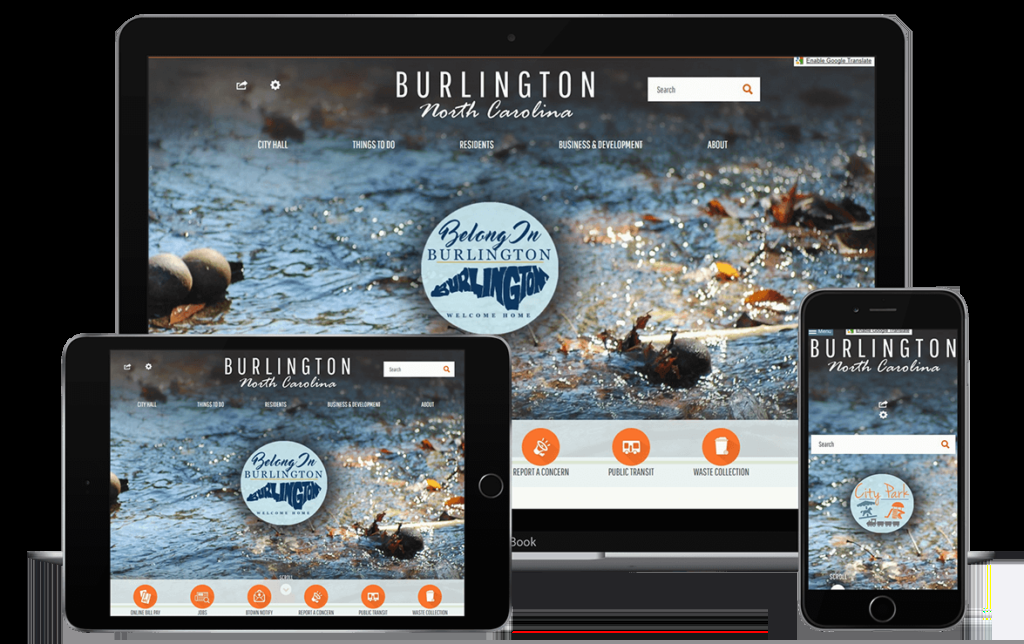 Enable Google Translate
BURLINGTON
North Carolina
Search
CITY HALL THINGS TO DO RESIDENTS BUSINESS & DEVELOPMENT ABOUT
Belong In
BURLINGTON
BURLINGTON
WELCOME HOME
REPORT A CONCERN PUBLIC TRANSIT WASTE COLLECTION
Book
BURLINGTON
North Carolina
Search
CITY HALL THINGS TO DO RESIDENTS BUSINESS & DEVELOPMENT ABOUT
Belong In
BURLINGTON
BURLINGTON
WELCOME HOME
SCROLL
ONLINE BILL PAY JOBS BTOWN NOTIFY REPORT A CONCERN PUBLIC TRANSIT WASTE COLLECTION
Menu Enable Google Translate
BURLINGTON
North Carolina
Search
City Park
SCROLL